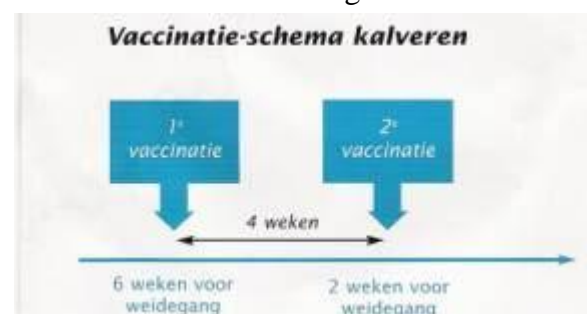 Vaccinatie-schema kalveren
1e
vaccinatie
2e
vaccinatie
4 weken
6 weken voor
weidegang
2 weken voor
weidegang